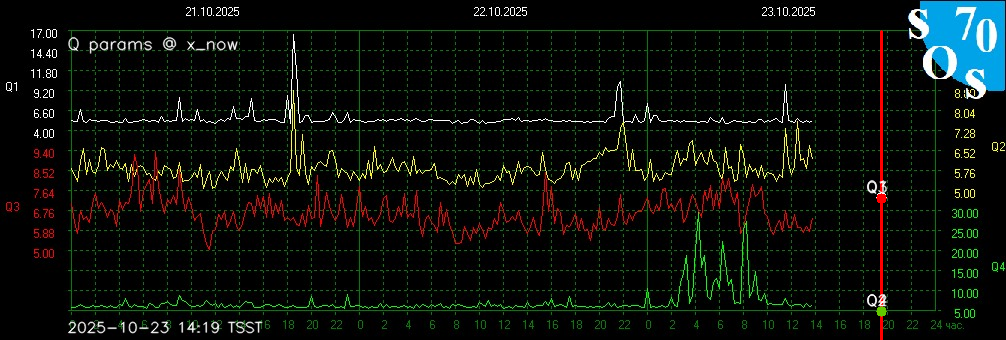 21.10.2025 22.10.2025 23.10.2025
S 70
O
S
Q params @ x_now
17.00
14.40
11.80
Q1
9.20 8.80
6.60 8.04
4.00 7.28
9.40 6.52 Q2
8.52 5.76
7.64 5.00
Q3
Q3 6.76 30.00
5.88 25.00
5.00 20.00
15.00 Q4
10.00
5.00
2025-10-23 14:19 TSST
18 20 22 0 2 4 6 8 10 12 14 16 18 20 22 0 2 4 6 8 10 12 14 16 18 20 22 24 час.